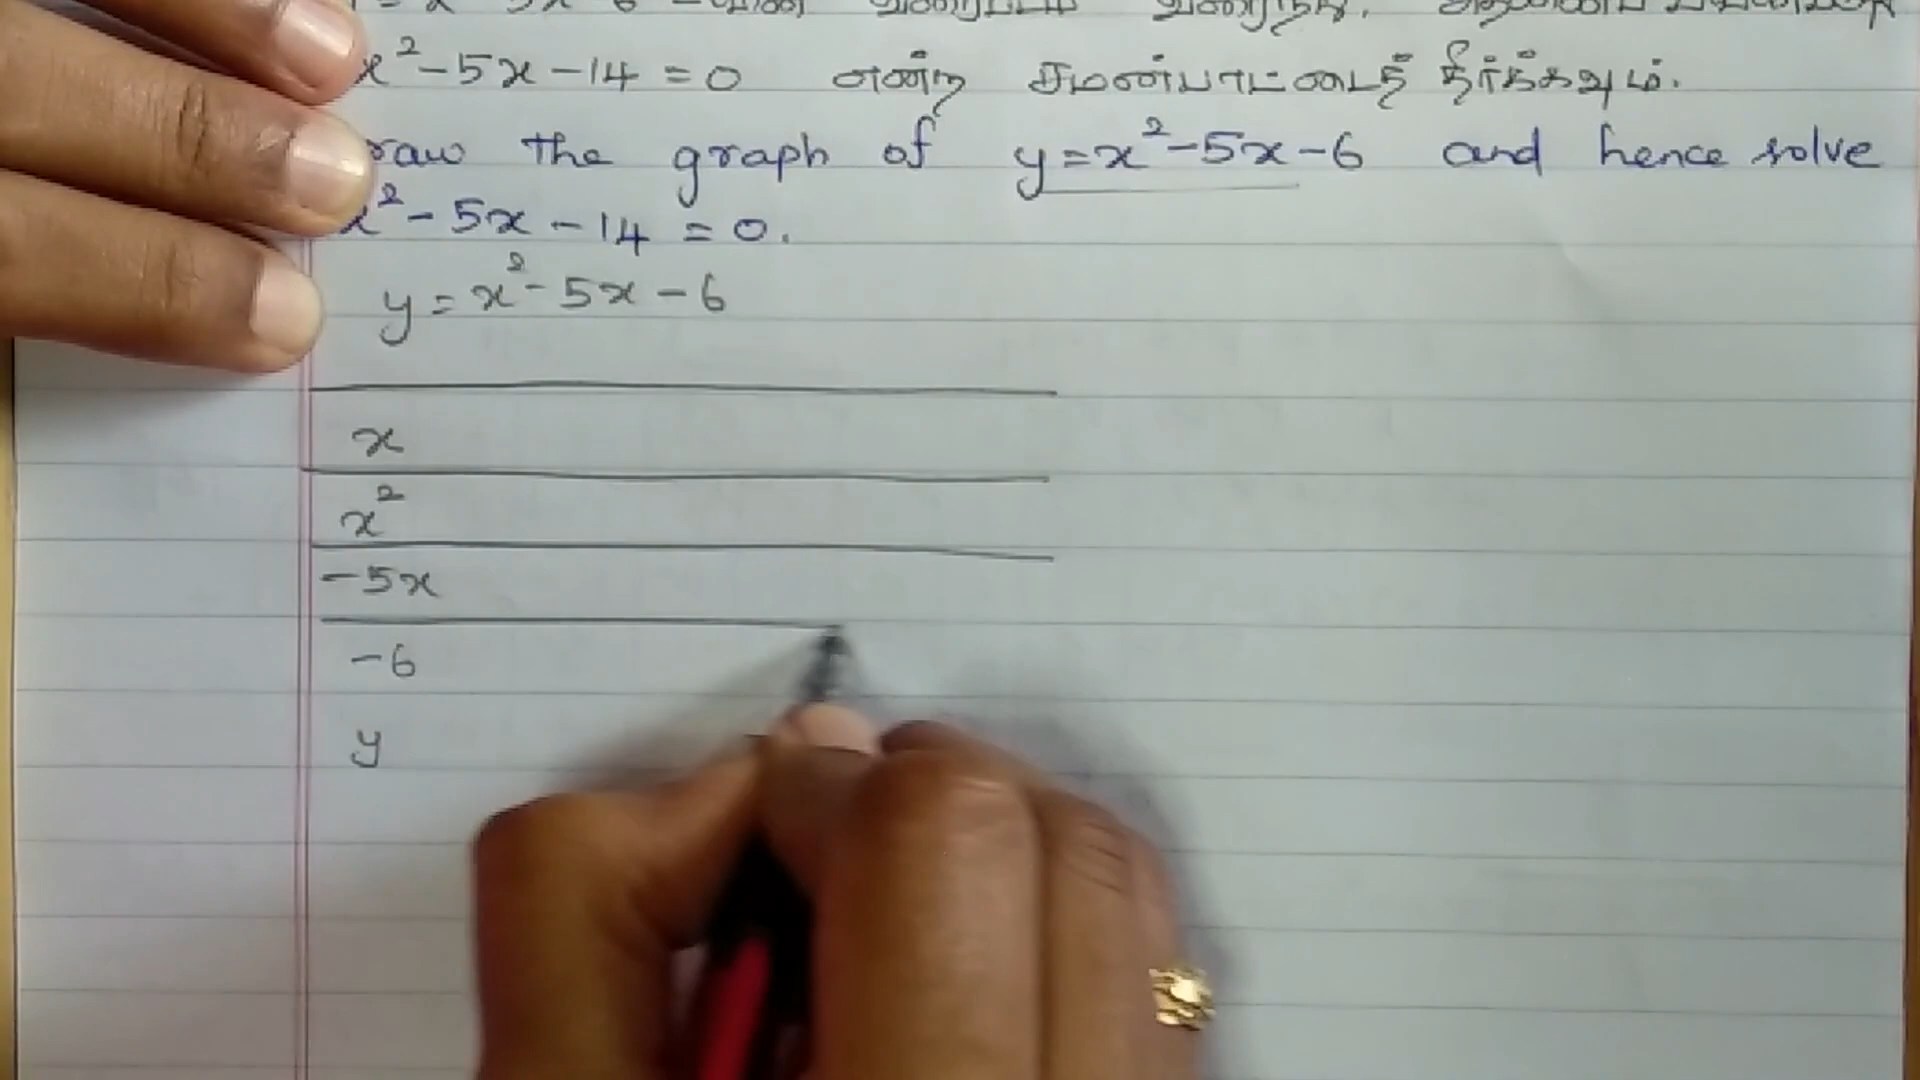 x² - 5x - 14 = 0 என்ற சமன்பாட்டைத் தீர்க்கவும்.
raw the graph of y = x² - 5x - 6 and hence solve
x² - 5x - 14 = 0.
y = x² - 5x - 6
x
x²
-5x
-6
y